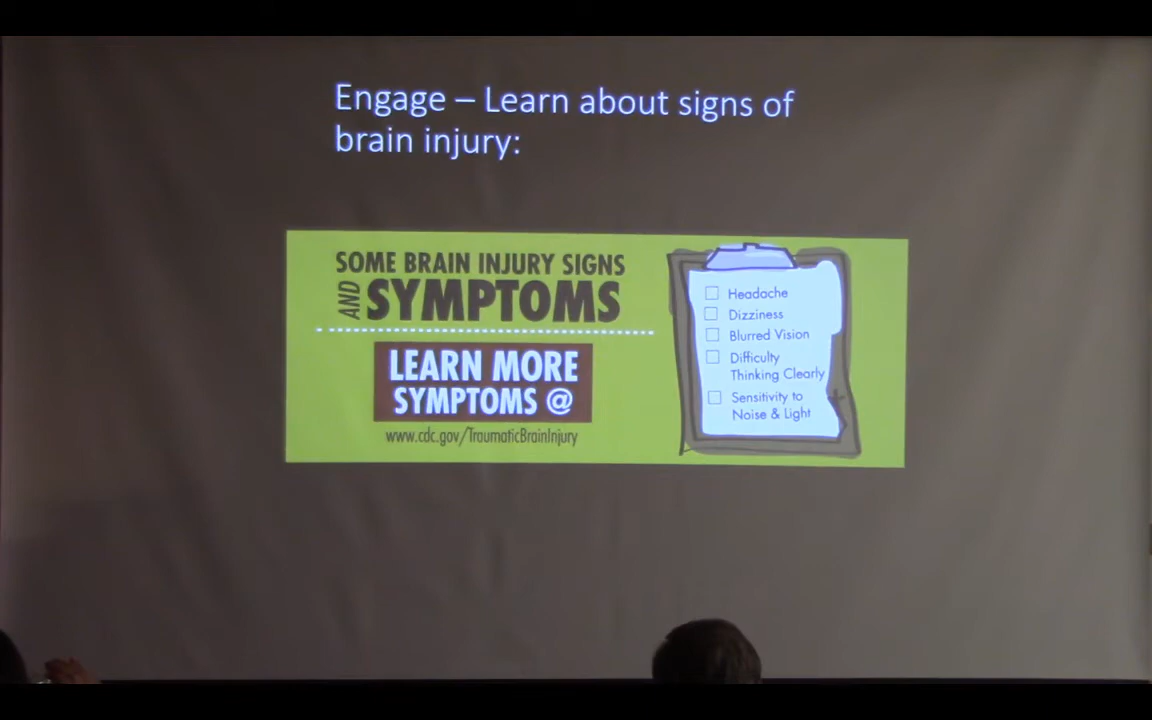 Engage – Learn about signs of
brain injury:
SOME BRAIN INJURY SIGNS
AND SYMPTOMS
LEARN MORE
SYMPTOMS @
www.cdc.gov/TraumaticBrainInjury
Headache
Dizziness
Blurred Vision
Difficulty
Thinking Clearly
Sensitivity to
Noise & Light